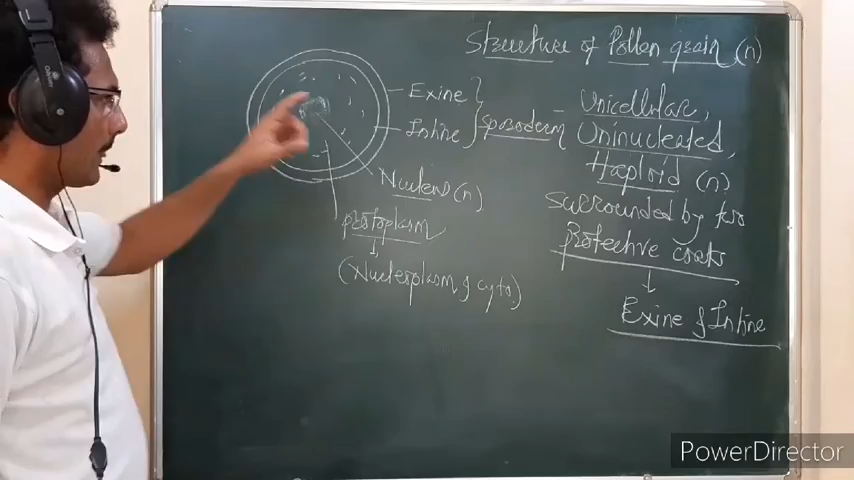 Structure of Pollen grain (n)
Exine
Intine
sporoderm
Nucleus (n)
protoplasm
(Nucleoplasm & cyto.)
Unicellular,
Uninucleated,
Haploid (n)
surrounded by two
protective coats
Exine & Intine
PowerDirector